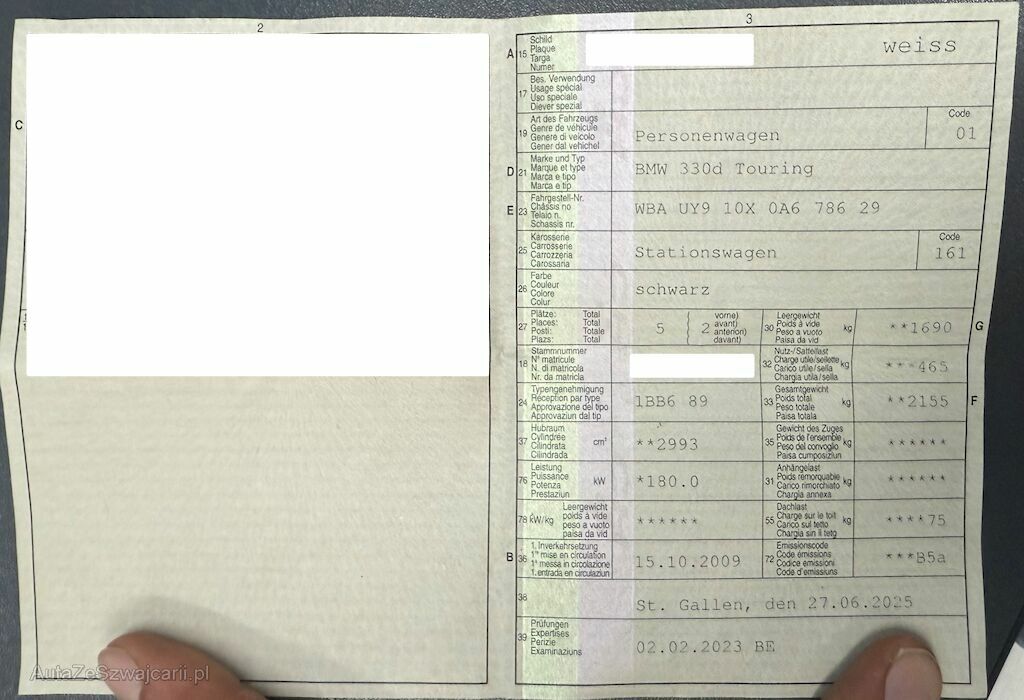 2
3
C
A 15 Schild
Plaque
Targa
Numer
weiss
17 Bes. Verwendung
Usage spécial
Uso speciale
Diever spezial
19 Art des Fahrzeugs
Genre de véhicule
Genere di veicolo
Gener dal vehichel
Personenwagen
Code
01
D 21 Marke und Typ
Marque et type
Marca e tipo
Marca e tip
BMW 330d Touring
E 23 Fahrgestell-Nr.
Châssis no
Telaio n.
Schassis nr.
WBA UY9 10X 0A6 786 29
25 Karosserie
Carrosserie
Carrozzeria
Carossaria
Stationswagen
Code
161
26 Farbe
Couleur
Colore
Colur
schwarz
27 Plätze: Total
Places: Total
Posti: Totale
Plazs: Total
5 ( 2 vorne)
avant)
anteriori)
davant)
30 Leergewicht
Poids à vide
Peso a vuoto
Paisa da vid
kg **1690 G
18 Stammnummer
N° matricule
N. di matricola
Nr. da matricla
32 Nutz-/Sattellast
Charge utile/sellette
Carico utile/sella
Chargia utila/sella
kg ***465
24 Typengenehmigung
Réception par type
Approvazione del tipo
Approvaziun dal tip
1BB6 89
33 Gesamtgewicht
Poids total
Peso totale
Paisa totala
kg **2155 F
37 Hubraum
Cylindrée
Cilindrata
Cilindrada
cm³ **2993
35 Gewicht des Zuges
Poids de l'ensemble
Peso del convoglio
Paisa cumposiziun
kg ******
76 Leistung
Puissance
Potenza
Prestaziun
kW *180.0
31 Anhängelast
Poids remorquable
Carico rimorchiato
Chargia annexa
kg ******
78 kW/kg Leergewicht
poids à vide
peso a vuoto
paisa da vid
******
55 Dachlast
Charge sur le toit
Carico sul tetto
Chargia sin il tetg
kg ****75
B 36 1. Inverkehrsetzung
1re mise en circulation
1a messa in circolazione
1. entrada en circulaziun
15.10.2009
72 Emissionscode
Code émissions
Codice emissioni
Code d'emissiuns
***B5a
38
St. Gallen, den 27.06.2025
39 Prüfungen
Expertises
Perizie
Examinaziuns
02.02.2023 BE
AutaZeSzwajcarii.pl